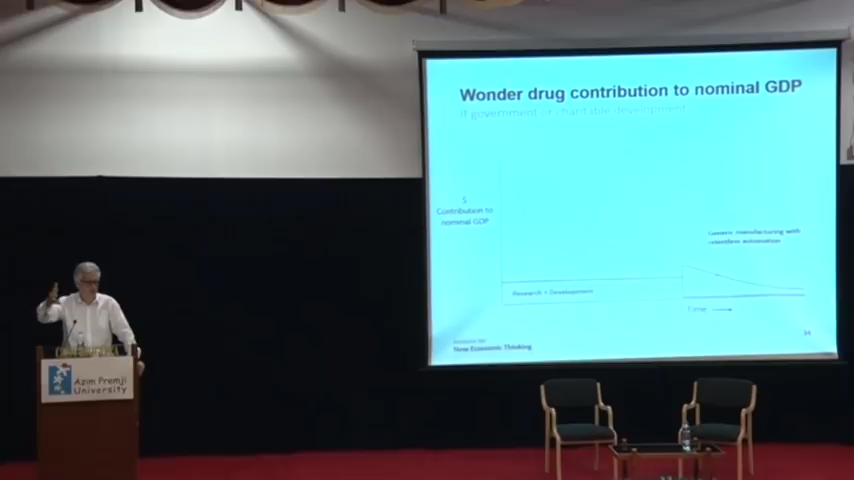 Wonder drug contribution to nominal GDP
If government or charitable development
$
Contribution to
nominal GDP
Generic manufacturing with
relentless automation
Research + Development
Time
34
New Economic Thinking
Azim Premji
University